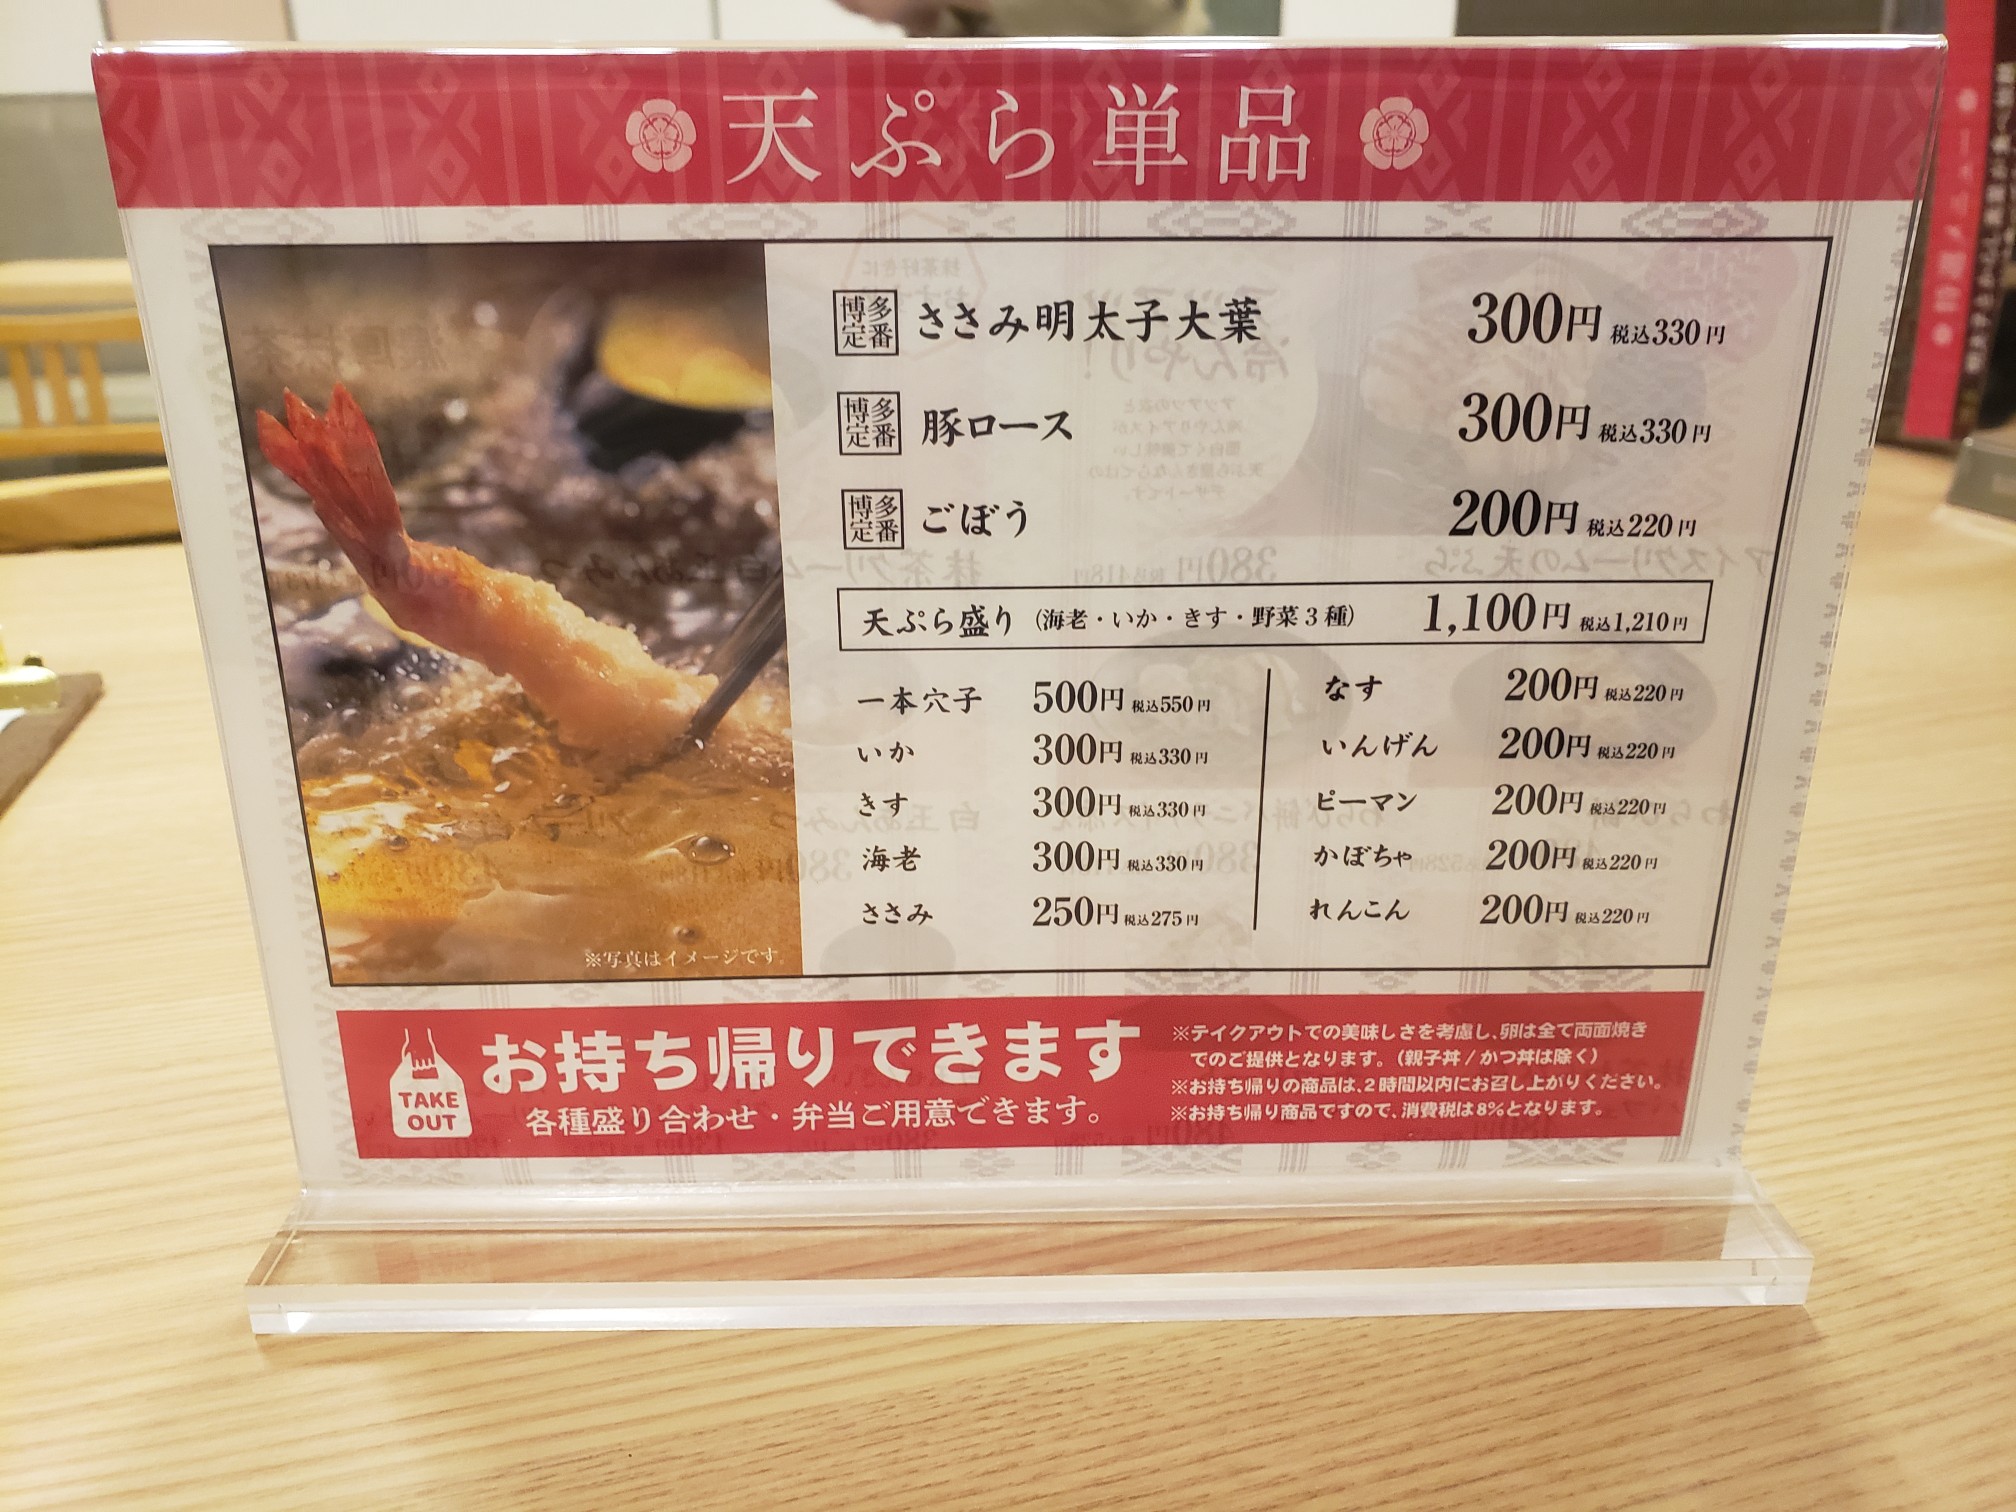 天ぷら単品
博多定番 ささみ明太子大葉 300円 税込330円
博多定番 豚ロース 300円 税込330円
博多定番 ごぼう 200円 税込220円
天ぷら盛り（海老・いか・きす・野菜3種） 1,100円 税込1,210円
一本穴子 500円 税込550円
いか 300円 税込330円
きす 300円 税込330円
海老 300円 税込330円
ささみ 250円 税込275円
なす 200円 税込220円
いんげん 200円 税込220円
ピーマン 200円 税込220円
かぼちゃ 200円 税込220円
れんこん 200円 税込220円
※写真はイメージです。
TAKE
OUT
お持ち帰りできます
各種盛り合わせ・弁当ご用意できます。
※テイクアウトでの美味しさを考慮し、卵は全て両面焼き
でのご提供となります。（親子丼/かつ丼は除く）
※お持ち帰りの商品は、2時間以内にお召し上がりください。
※お持ち帰り商品ですので、消費税は8%となります。